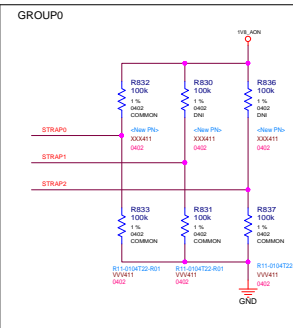 GROUP0
1V8_AON
R832 R830 R836
100k 100k 100k
1 % 1 % 1 %
0402 0402 0402
COMMON DNI DNI
<New PN> <New PN> <New PN>
XXX411 XXX411 XXX411
0402 0402 0402
STRAP0
STRAP1
STRAP2
R833 R831 R837
100k 100k 100k
1 % 1 % 1 %
0402 0402 0402
COMMON COMMON COMMON
R11-0104T22-R01 R11-0104T22-R01 R11-0104T22
VVV411 VVV411 VVV411
0402 0402 0402
GND